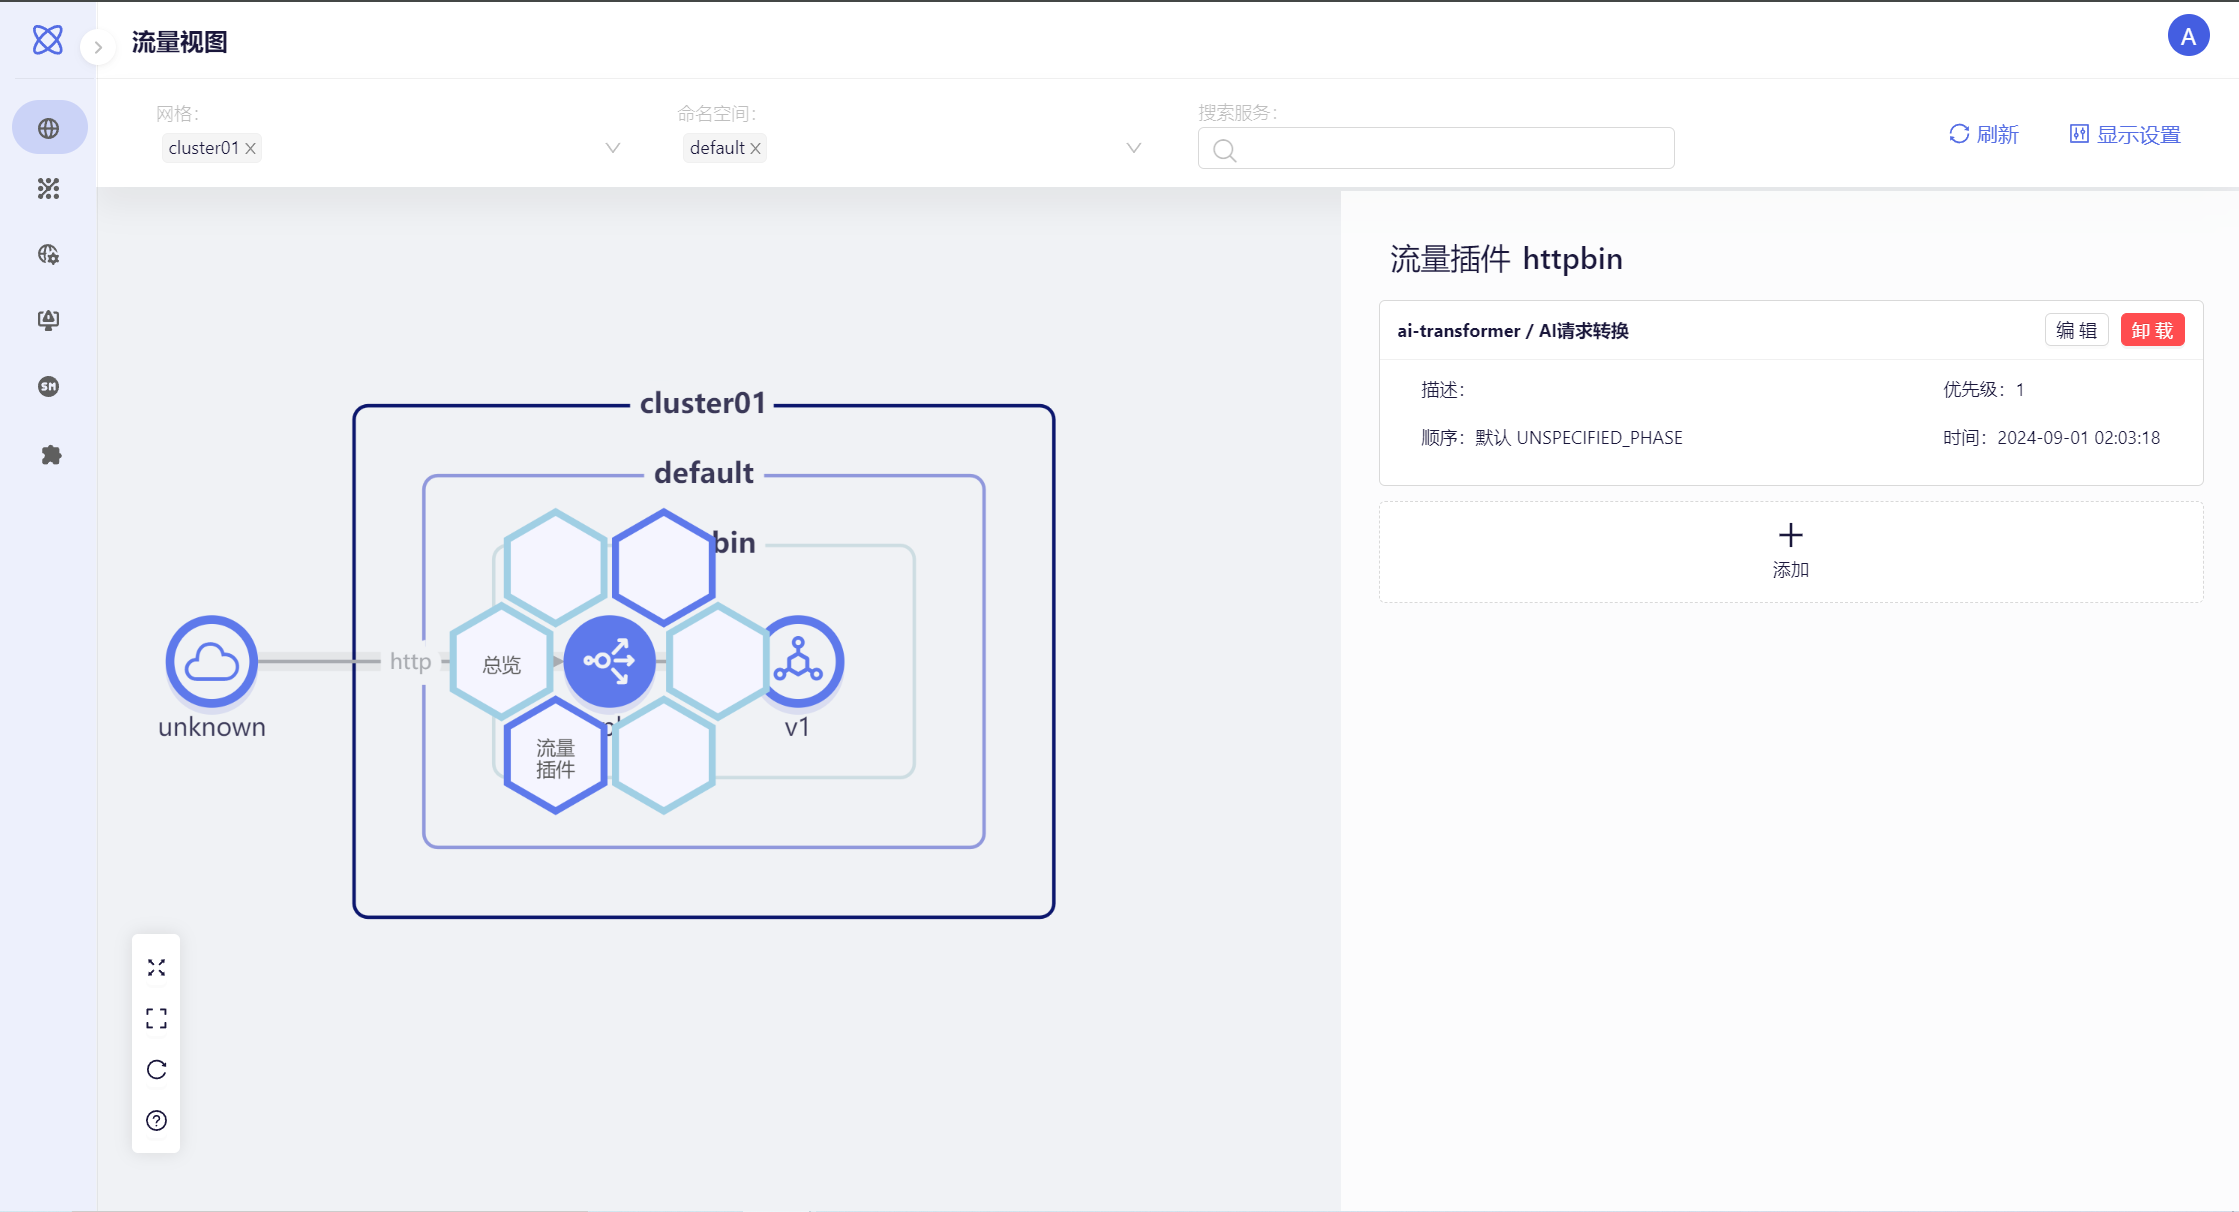 流量视图
A
网格：
cluster01
命名空间：
default
搜索服务：
刷新
显示设置
流量插件 httpbin
ai-transformer / AI请求转换
编 辑
卸 载
描述：
优先级：1
顺序：默认 UNSPECIFIED_PHASE
时间：2024-09-01 02:03:18
添加
SM
cluster01
default
bin
http
总览
unknown
v1
流量
插件